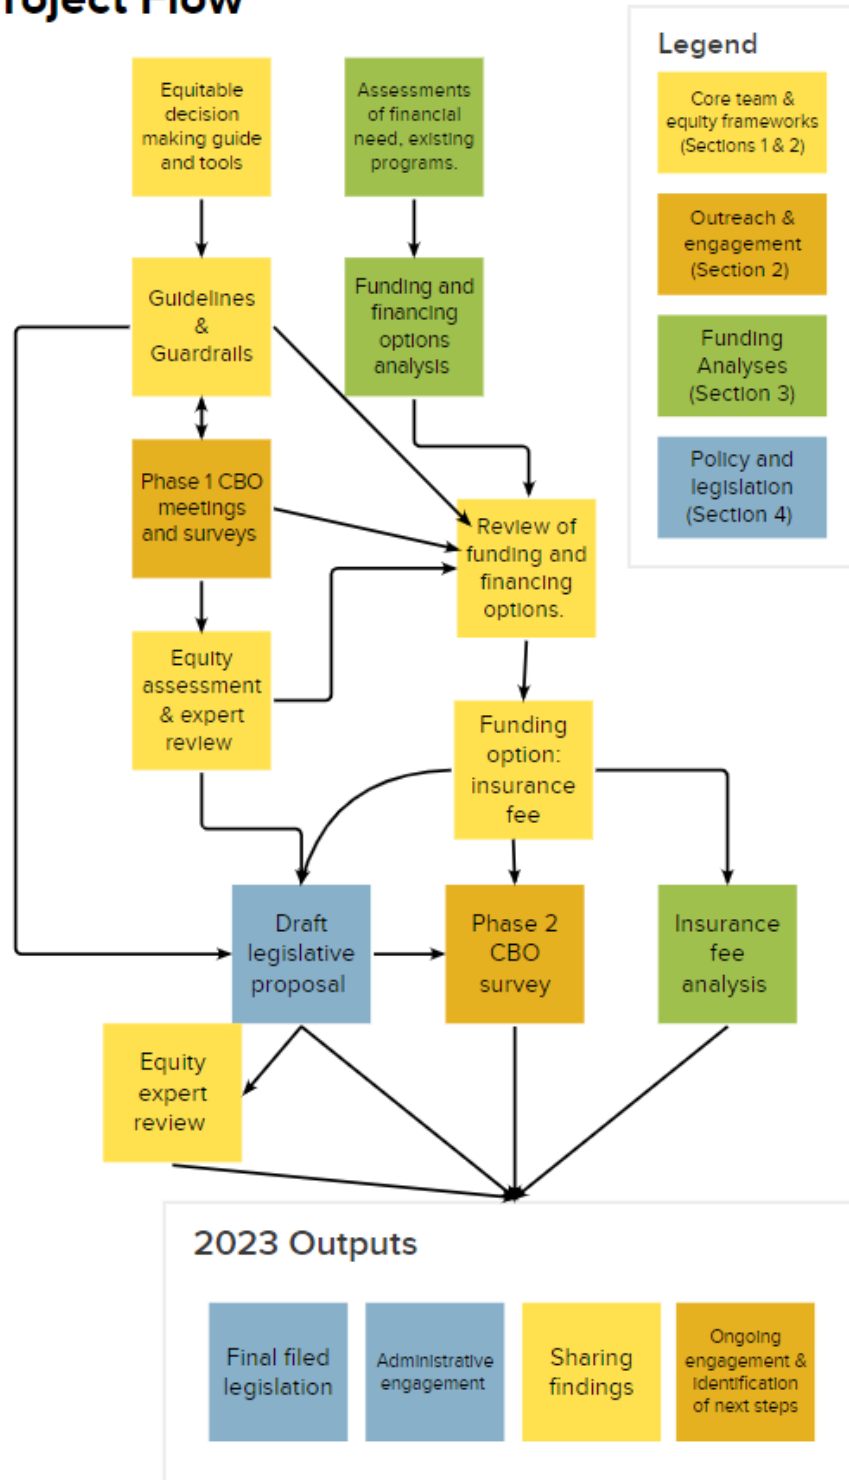 Project Flow
Legend
Equitable
decision
making guide
and tools
Assessments
of financial
need, existing
programs.
Core team &
equity frameworks
(Sections 1 & 2)
Outreach &
engagement
(Section 2)
Funding
Analyses
(Section 3)
Policy and
legislation
(Section 4)
Guidelines
&
Guardrails
Funding and
financing
options
analysis
Phase 1 CBO
meetings
and surveys
Review of
funding and
financing
options.
Equity
assessment
& expert
review
Funding
option:
insurance
fee
Draft
legislative
proposal
Phase 2
CBO
survey
Insurance
fee
analysis
Equity
expert
review
2023 Outputs
Final filed
legislation
Administrative
engagement
Sharing
findings
Ongoing
engagement &
identification
of next steps